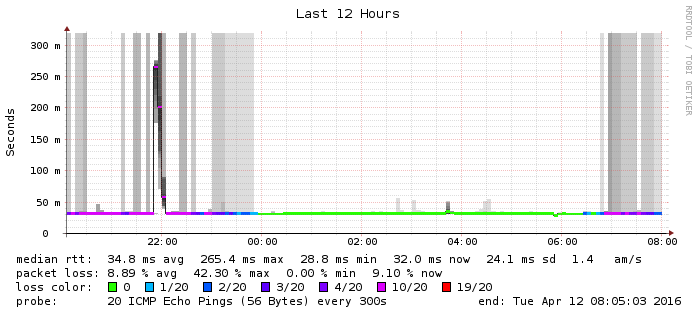 Last 12 Hours
RRDTOOL / TOBI OETIKER
Seconds
300 m
250 m
200 m
150 m
100 m
50 m
0
22:00 00:00 02:00 04:00 06:00 08:00
median rtt: 34.8 ms avg 265.4 ms max 28.8 ms min 32.0 ms now 24.1 ms sd 1.4 am/s
packet loss: 8.89 % avg 42.30 % max 0.00 % min 9.10 % now
loss color: 0 1/20 2/20 3/20 4/20 10/20 19/20
probe: 20 ICMP Echo Pings (56 Bytes) every 300s end: Tue Apr 12 08:05:03 2016